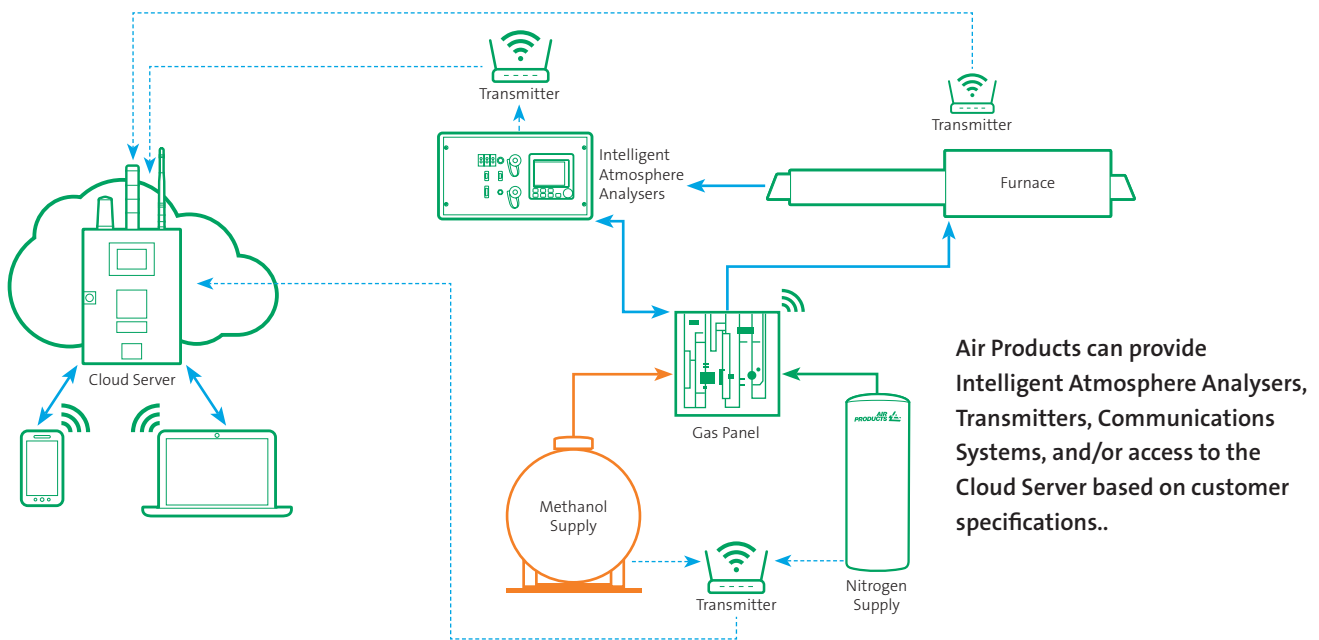 Transmitter
Transmitter
Intelligent
Atmosphere
Analysers
Furnace
Cloud Server
Gas Panel
AIR
PRODUCTS
Methanol
Supply
Transmitter
Nitrogen
Supply
Air Products can provide
Intelligent Atmosphere Analysers,
Transmitters, Communications
Systems, and/or access to the
Cloud Server based on customer
specifications..